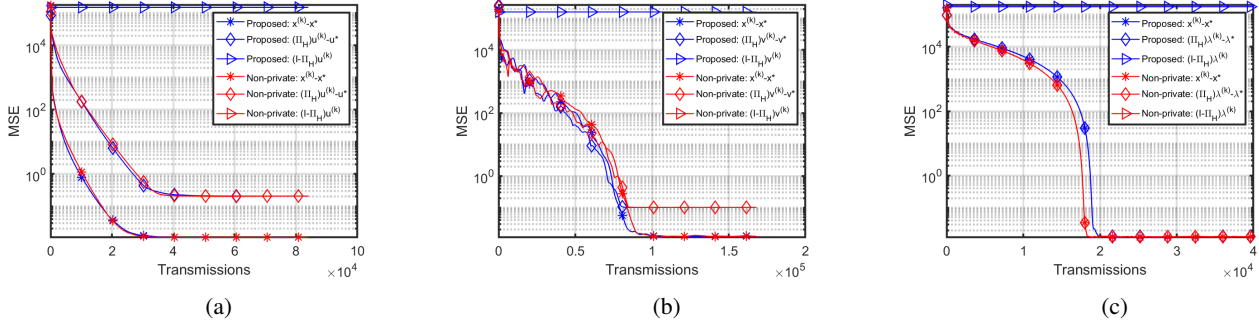 10^4
10^2
10^0
MSE
0
2
4
6
8
10
× 10^4
Transmissions
Proposed: x^(k)-x*
Proposed: (Π_H)u^(k)-u*
Proposed: (I-Π_H)u^(k)
Non-private: x^(k)-x*
Non-private: (Π_H)u^(k)-u*
Non-private: (I-Π_H)u^(k)
(a)
10^4
10^2
10^0
MSE
0
0.5
1
1.5
2
× 10^5
Transmissions
Proposed: x^(k)-x*
Proposed: (Π_H)v^(k)-v*
Proposed: (I-Π_H)v^(k)
Non-private: x^(k)-x*
Non-private: (Π_H)v^(k)-v*
Non-private: (I-Π_H)v^(k)
(b)
10^4
10^2
10^0
MSE
0
1
2
3
4
× 10^4
Transmissions
Proposed: x^(k)-x*
Proposed: (Π_H)λ^(k)-λ*
Proposed: (I-Π_H)λ^(k)
Non-private: x^(k)-x*
Non-private: (Π_H)λ^(k)-λ*
Non-private: (I-Π_H)λ^(k)
(c)